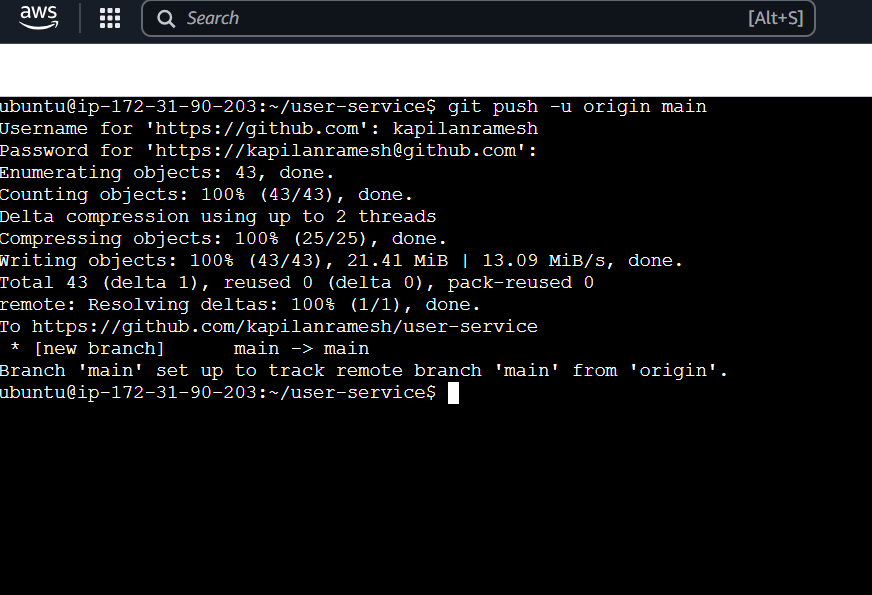 aws
Search [Alt+S]
ubuntu@ip-172-31-90-203:~/user-service$ git push -u origin main
Username for 'https://github.com': kapilanramesh
Password for 'https://kapilanramesh@github.com':
Enumerating objects: 43, done.
Counting objects: 100% (43/43), done.
Delta compression using up to 2 threads
Compressing objects: 100% (25/25), done.
Writing objects: 100% (43/43), 21.41 MiB | 13.09 MiB/s, done.
Total 43 (delta 1), reused 0 (delta 0), pack-reused 0
remote: Resolving deltas: 100% (1/1), done.
To https://github.com/kapilanramesh/user-service
 * [new branch]      main -> main
Branch 'main' set up to track remote branch 'main' from 'origin'.
ubuntu@ip-172-31-90-203:~/user-service$